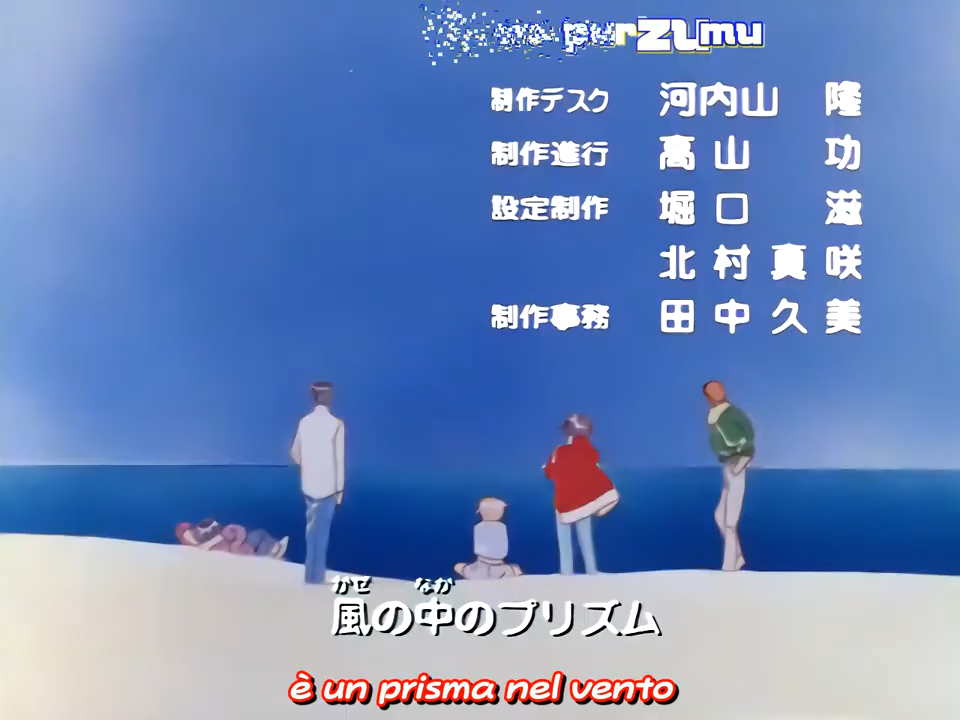 purizumu
制作デスク 河内山 隆
制作進行 高山 功
設定制作 堀口 滋
北村真咲
制作事務 田中久美
かぜ なか
風の中のプリズム
è un prisma nel vento